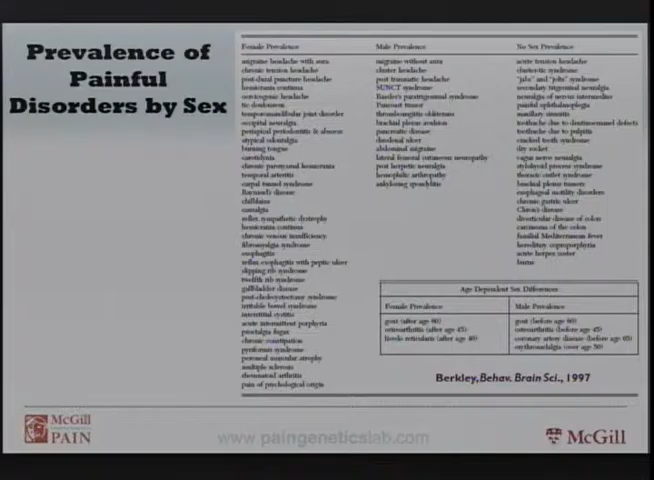 Prevalence of
Painful
Disorders by Sex
Female Prevalence
migraine headache with aura
chronic tension headache
post-dural puncture headache
hemicrania continua
cervicogenic headache
tic douloureux
temporomandibular joint disorder
occipital neuralgia
periapical periodontitis & abscess
atypical odontalgia
burning tongue
carotidynia
chronic paroxysmal hemicrania
temporal arteritis
carpal tunnel syndrome
Raynaud's disease
chilblains
causalgia
reflex sympathetic dystrophy
hemicrania continua
chronic venous insufficiency
fibromyalgia syndrome
esophagitis
reflux esophagitis with peptic ulcer
slipping rib syndrome
twelfth rib syndrome
gallbladder disease
post-cholecystectomy syndrome
irritable bowel syndrome
interstitial cystitis
acute intermittent porphyria
proctalgia fugax
chronic constipation
pyriformis syndrome
peroneal muscular atrophy
multiple sclerosis
rheumatoid arthritis
pain of psychological origin
Male Prevalence
migraine without aura
cluster headache
post traumatic headache
SUNCT syndrome
Raeder's paratrigeminal syndrome
Pancoast tumor
thromboangiitis obliterans
brachial plexus avulsion
pancreatic disease
duodenal ulcer
abdominal migraine
lateral femoral cutaneous neuropathy
post herpetic neuralgia
hemophilic arthropathy
ankylosing spondylitis
No Sex Prevalence
acute tension headache
cluster-tic syndrome
"jabs" and "jolts" syndrome
secondary trigeminal neuralgia
neuralgia of nervus intermedius
painful ophthalmoplegia
maxillary sinusitis
toothache due to dentinoenamel defects
toothache due to pulpitis
cracked tooth syndrome
dry socket
vagus nerve neuralgia
stylohyoid process syndrome
thoracic outlet syndrome
brachial plexus tumors
esophageal motility disorders
chronic gastric ulcer
Chron's disease
diverticular disease of colon
carcinoma of the colon
familial Mediterranean fever
hereditary coproporphyria
acute herpes zoster
burns
Age Dependent Sex Differences
Female Prevalence
gout (after age 60)
osteoarthritis (after age 45)
livedo reticularis (after age 40)
Male Prevalence
gout (before age 60)
osteoarthritis (before age 45)
coronary artery disease (before age 65)
erythromelalgia (over age 50)
Berkley, Behav. Brain Sci., 1997
McGill
PAIN
www.paingeneticslab.com
McGill